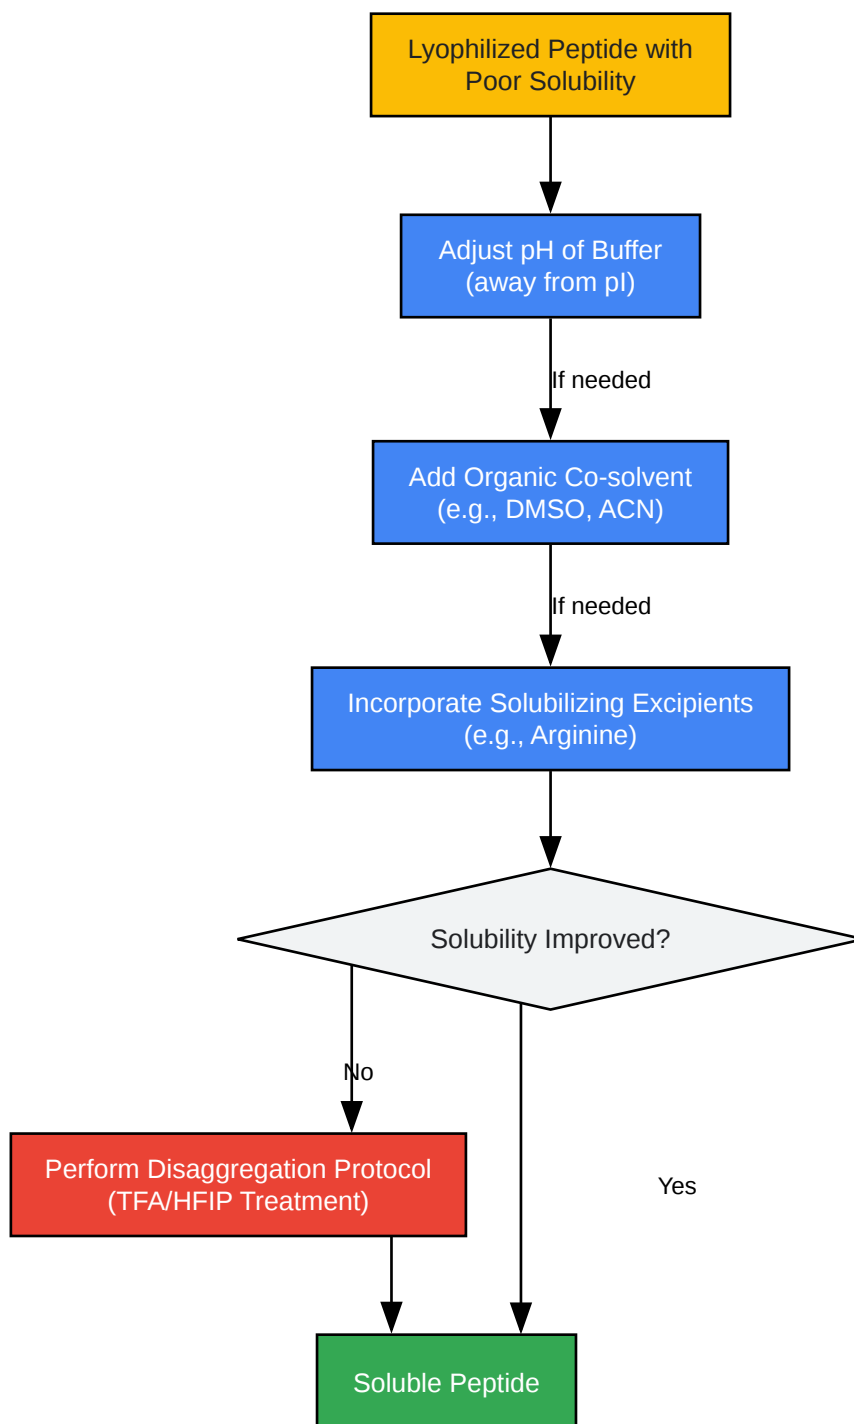 Lyophilized Peptide with
Poor Solubility
Adjust pH of Buffer
(away from pI)
If needed
Add Organic Co-solvent
(e.g., DMSO, ACN)
If needed
Incorporate Solubilizing Excipients
(e.g., Arginine)
Solubility Improved?
No
Perform Disaggregation Protocol
(TFA/HFIP Treatment)
Yes
Soluble Peptide